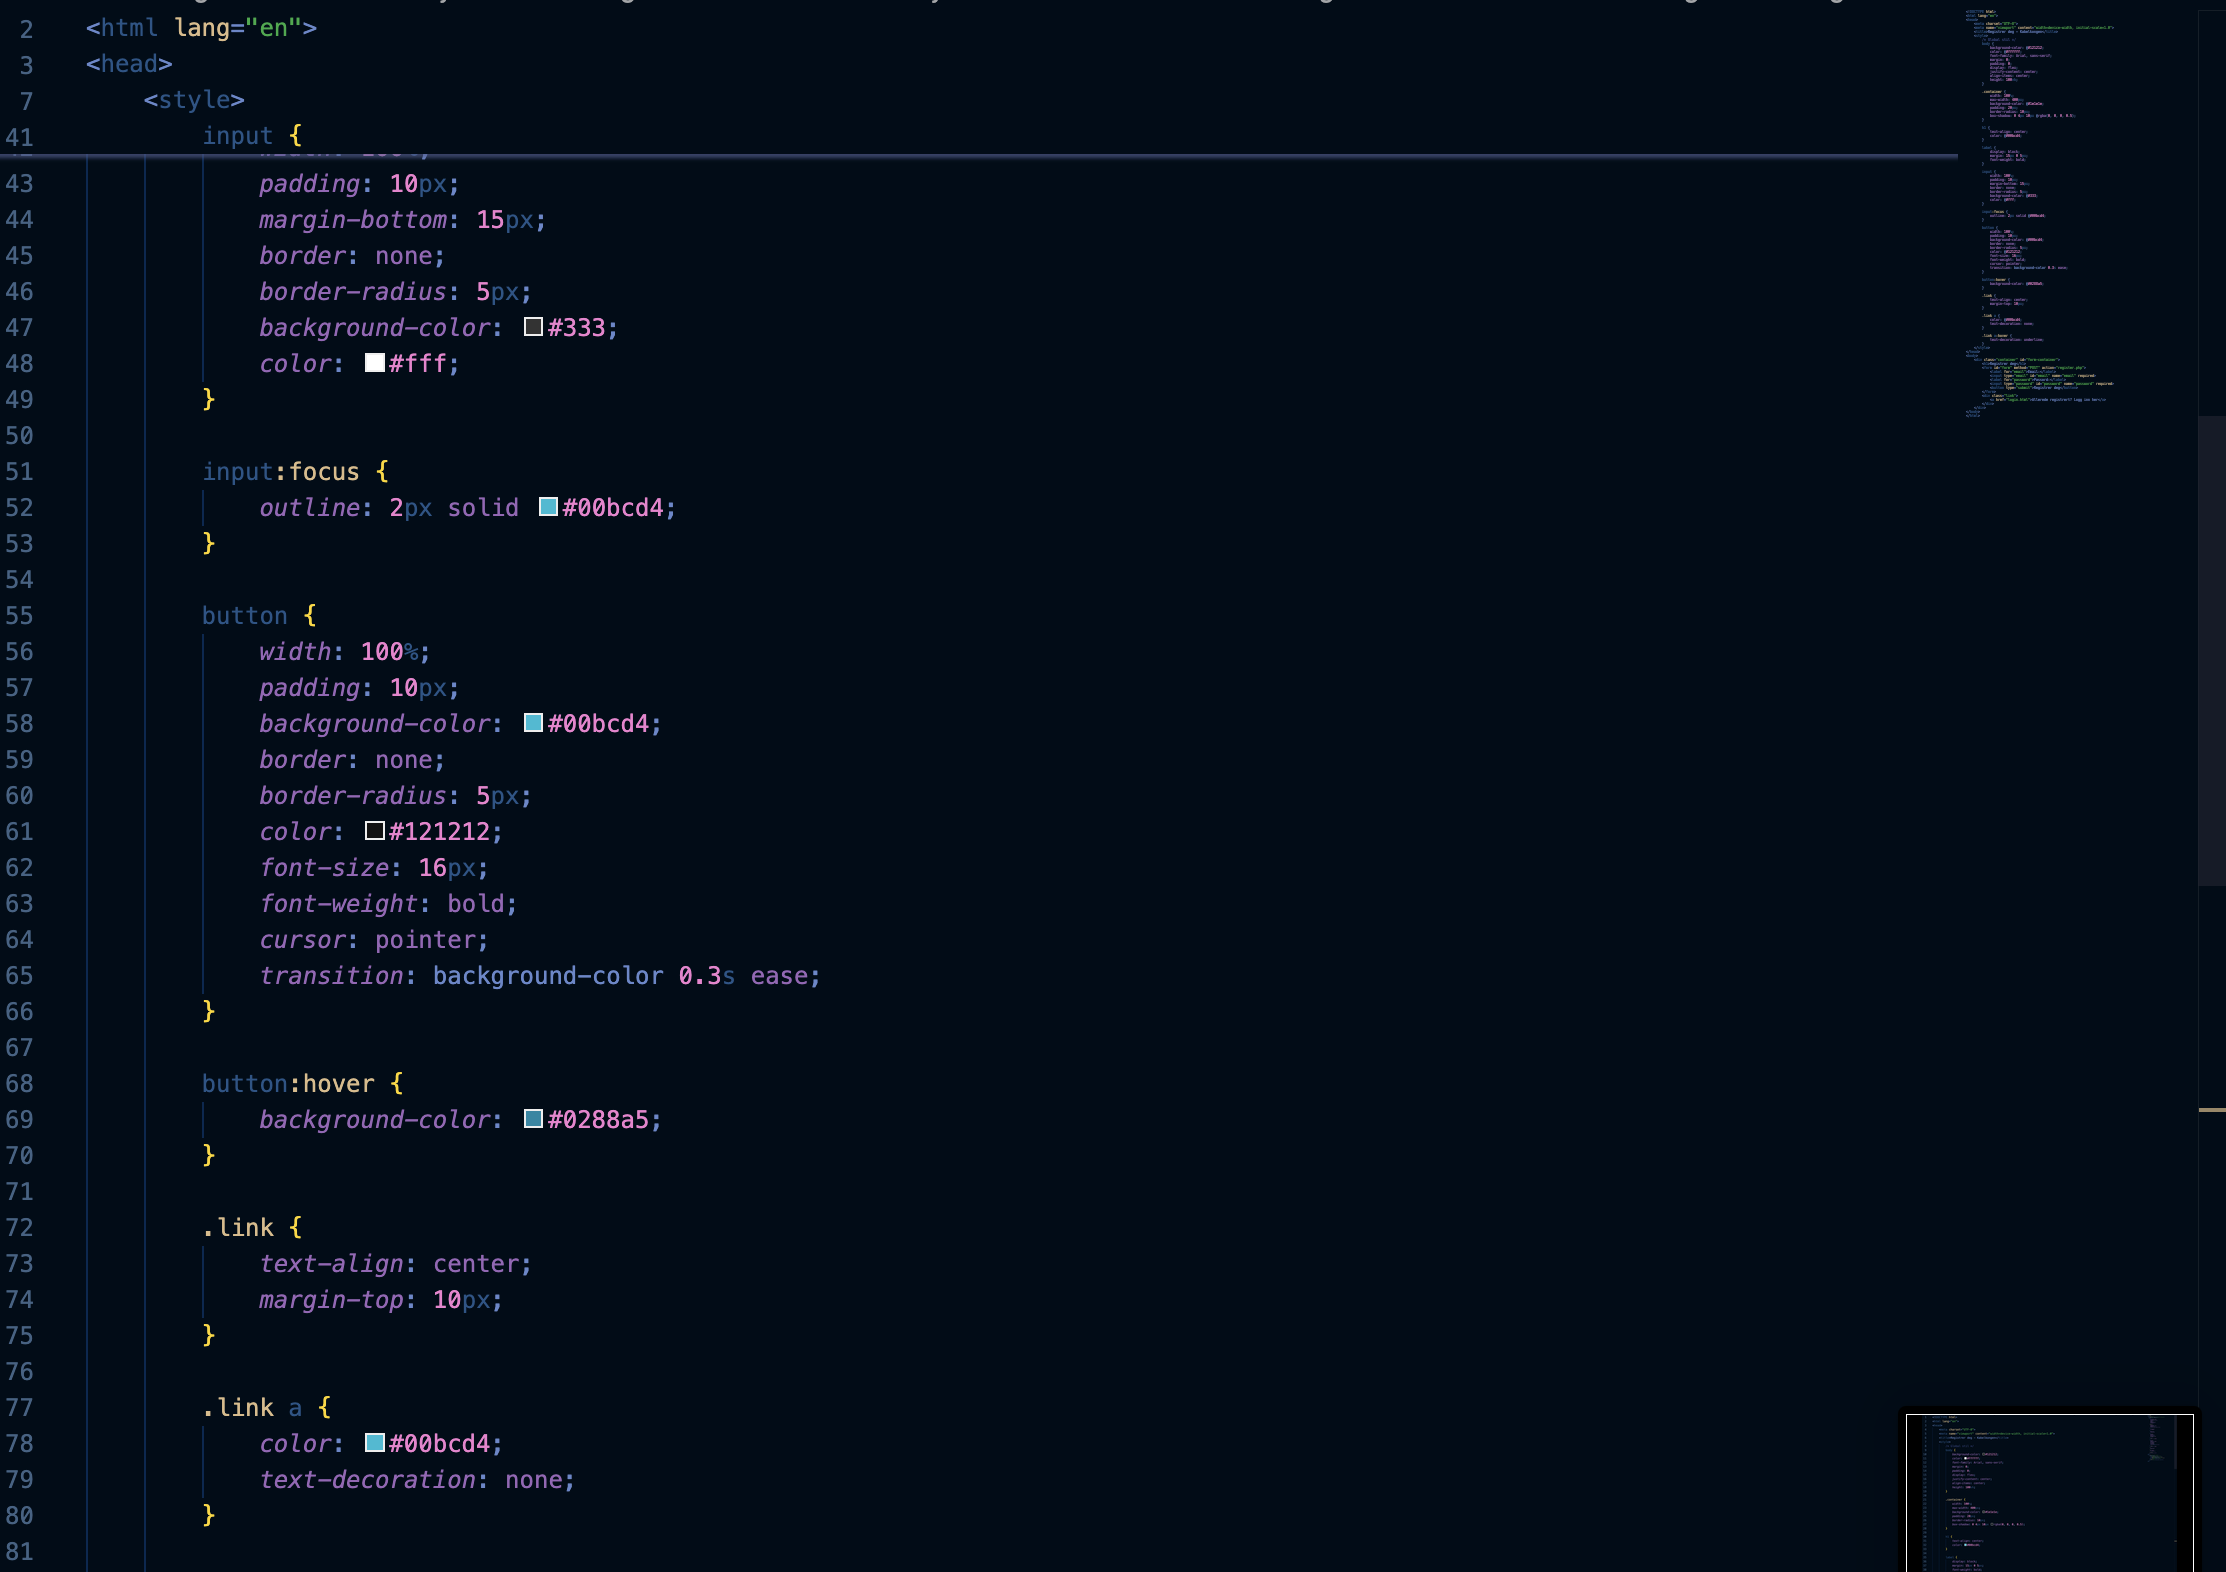 2 <html lang="en">
3 <head>
7 <style>
41 input {
43 padding: 10px;
44 margin-bottom: 15px;
45 border: none;
46 border-radius: 5px;
47 background-color: #333;
48 color: #fff;
49 }
50
51 input:focus {
52 outline: 2px solid #00bcd4;
53 }
54
55 button {
56 width: 100%;
57 padding: 10px;
58 background-color: #00bcd4;
59 border: none;
60 border-radius: 5px;
61 color: #121212;
62 font-size: 16px;
63 font-weight: bold;
64 cursor: pointer;
65 transition: background-color 0.3s ease;
66 }
67
68 button:hover {
69 background-color: #0288a5;
70 }
71
72 .link {
73 text-align: center;
74 margin-top: 10px;
75 }
76
77 .link a {
78 color: #00bcd4;
79 text-decoration: none;
80 }
81